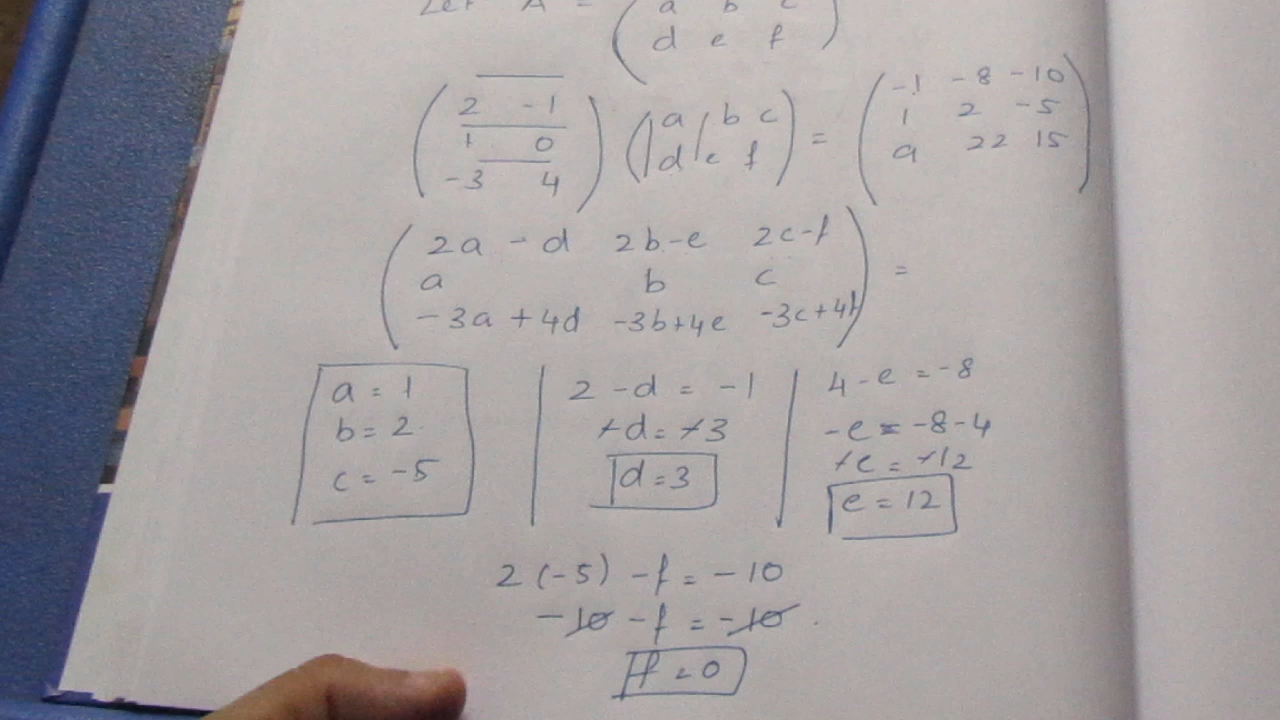 Let A = (a b c
d e f)
(2 -1
1 0
-3 4) (a b c
d e f) = (-1 -8 -10
1 2 -5
9 22 15)
(2a - d 2b-e 2c-f
a b c
-3a + 4d -3b+4e -3c+4f) =
a = 1
b = 2
c = -5
2 - d = -1
-d = -3
d = 3
4 - e = -8
-e = -8-4
-e = -12
e = 12
2(-5) - f = -10
-10 - f = -10
f = 0